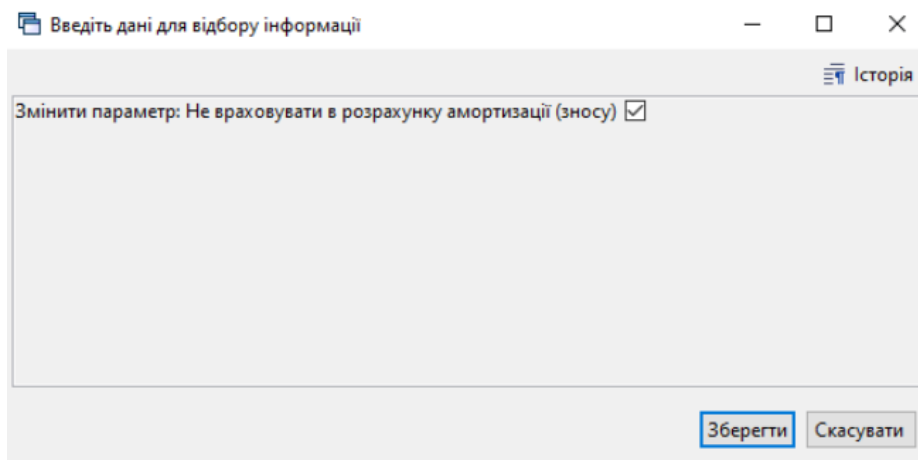 Введіть дані для відбору інформації
Історія
Змінити параметр: Не враховувати в розрахунку амортизації (зносу)
Зберегти Скасувати